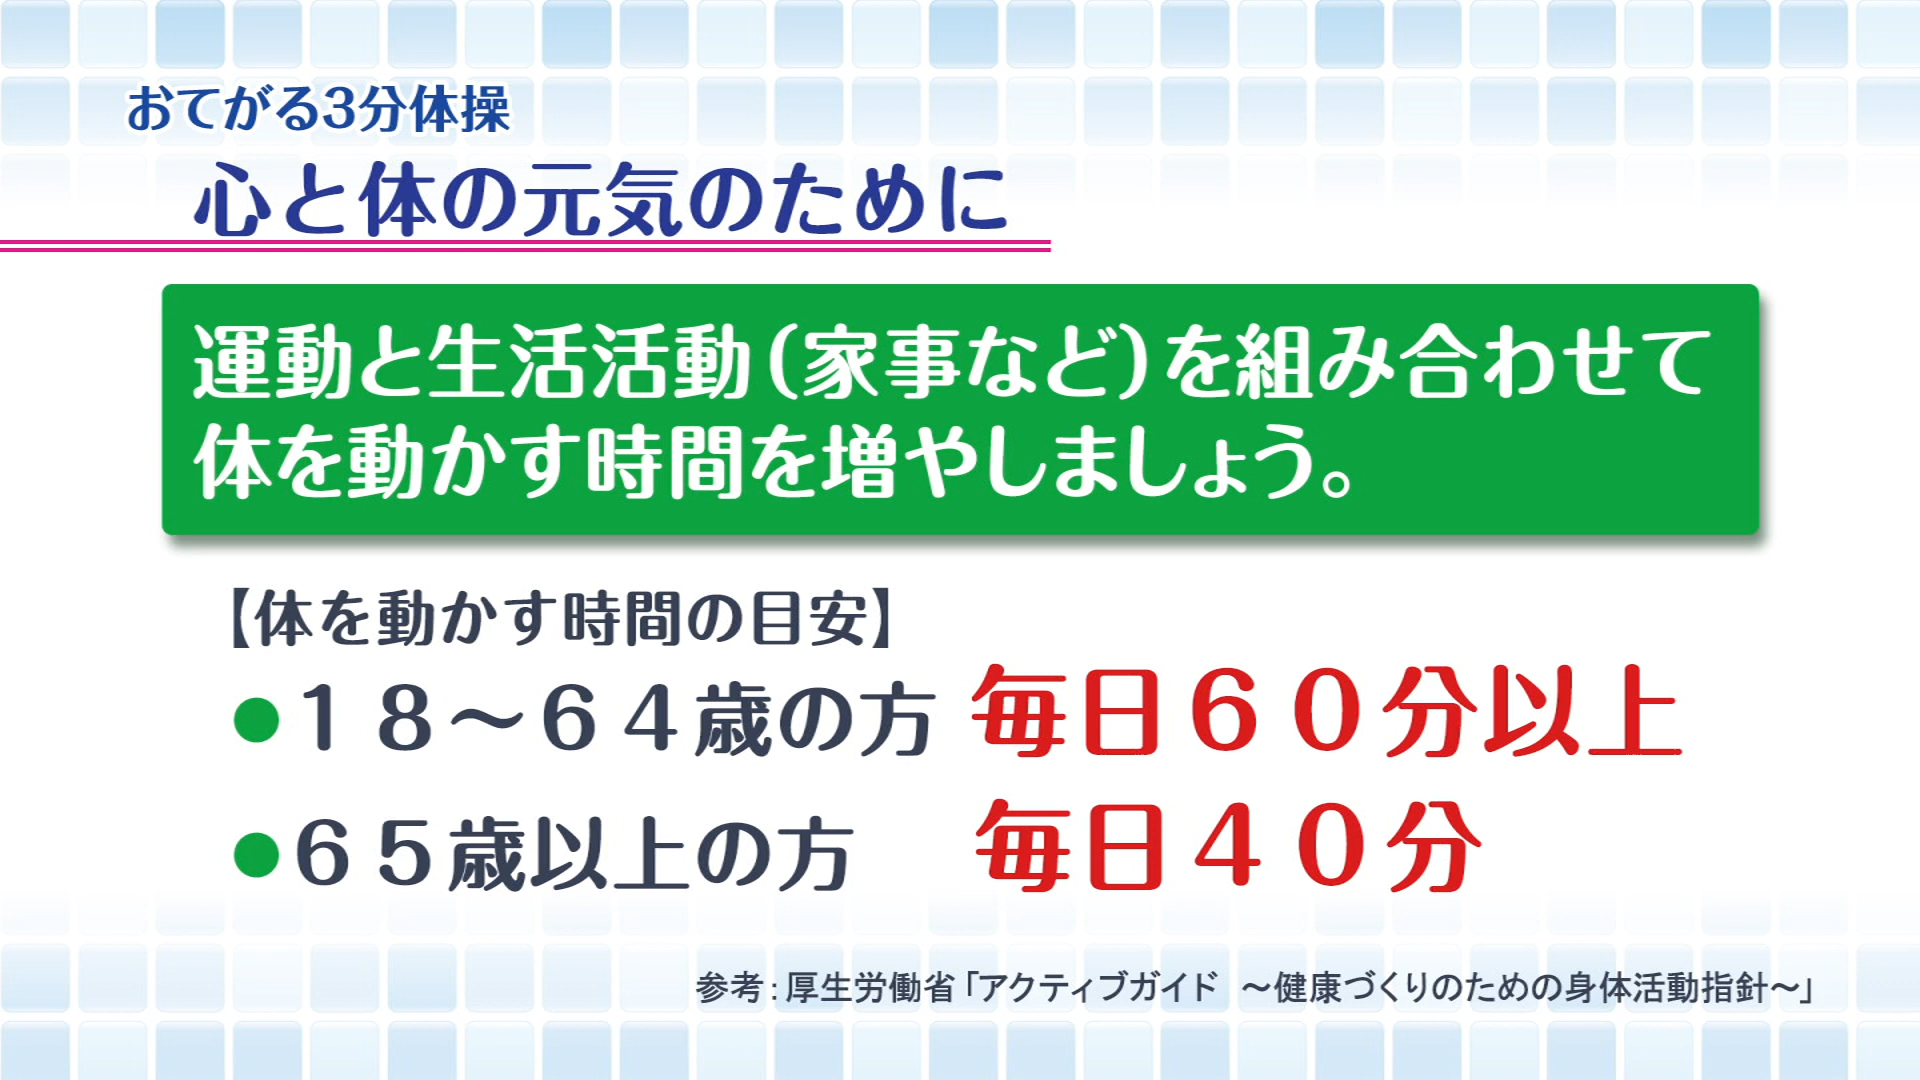 おてがる3分体操
心と体の元気のために
運動と生活活動（家事など）を組み合わせて
体を動かす時間を増やしましょう。
【体を動かす時間の目安】
●１８～６４歳の方 毎日６０分以上
●６５歳以上の方 毎日４０分
参考：厚生労働省「アクティブガイド　～健康づくりのための身体活動指針～」